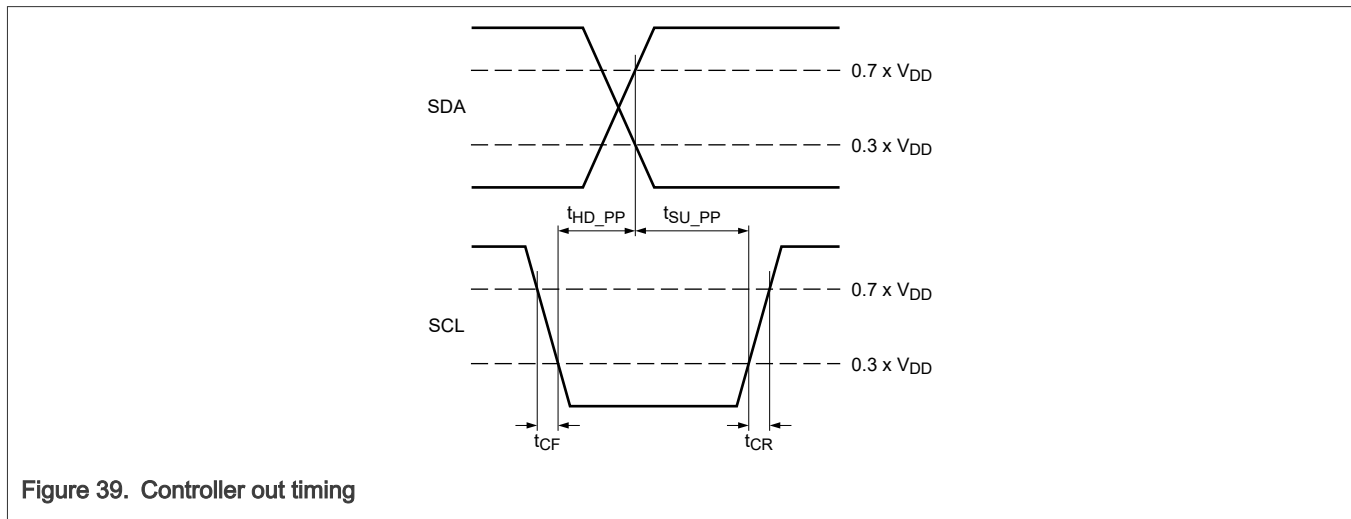 0.7 x VDD
SDA
0.3 x VDD
tHD_PP tSU_PP
0.7 x VDD
SCL
0.3 x VDD
tCF tCR
Figure 39. Controller out timing